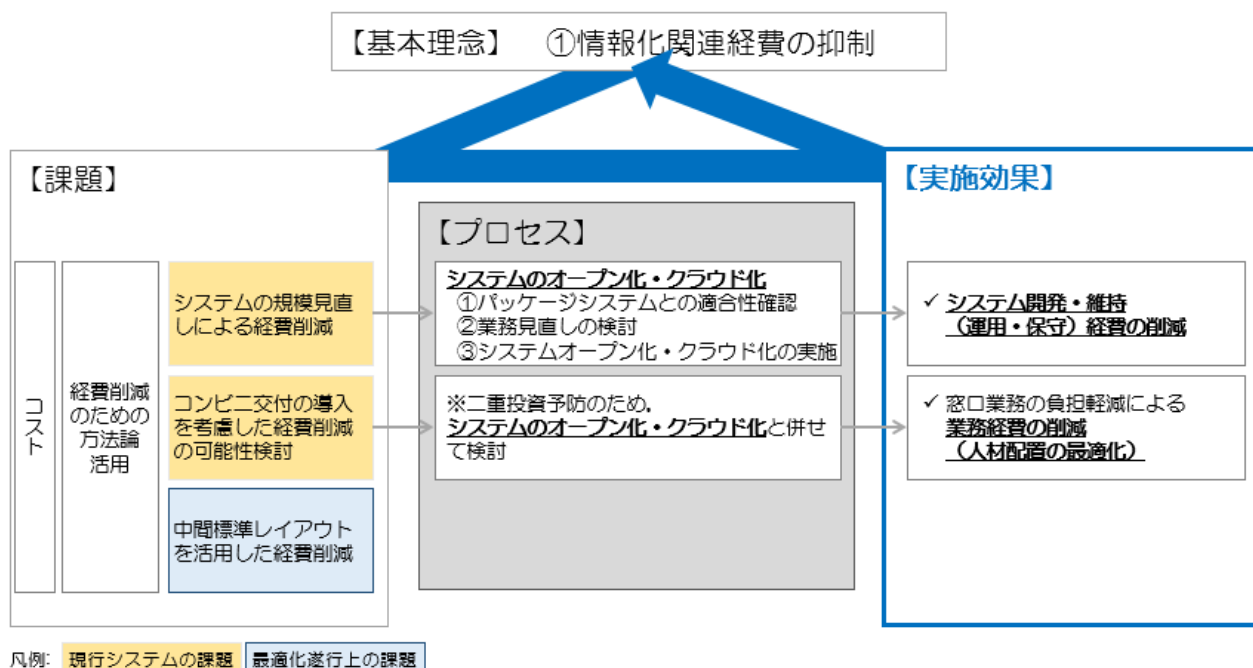 【基本理念】　①情報化関連経費の抑制
【課題】
コスト
経費削減
のための
方法論
活用
システムの規模見直
しによる経費削減
コンビニ交付の導入
を考慮した経費削減
の可能性検討
中間標準レイアウト
を活用した経費削減
【プロセス】
システムのオープン化・クラウド化
①パッケージシステムとの適合性確認
②業務見直しの検討
③システムオープン化・クラウド化の実施
※二重投資予防のため，
システムのオープン化・クラウド化と併せ
て検討
【実施効果】
✓ システム開発・維持
（運用・保守）経費の削減
✓ 窓口業務の負担軽減による
業務経費の削減
（人材配置の最適化）
凡例: 現行システムの課題 最適化遂行上の課題